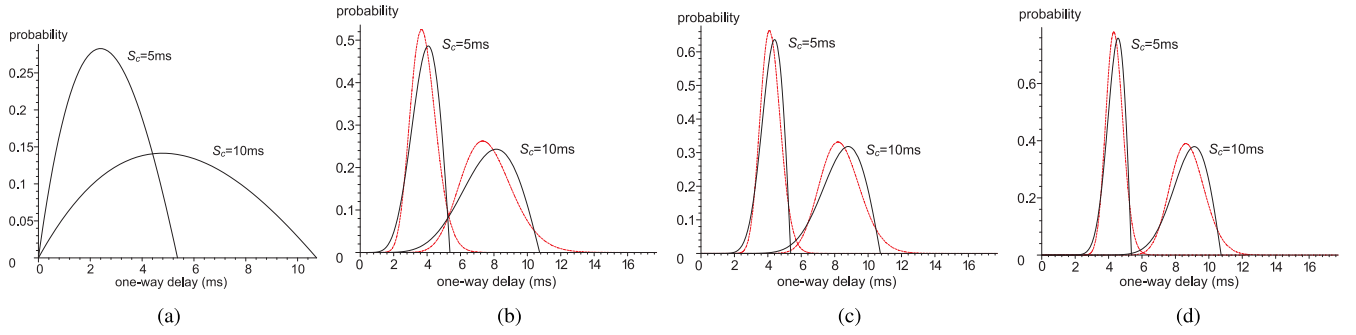 probability
0.25
0.2
0.15
0.1
0.05
0
0 2 4 6 8 10
one-way delay (ms)
Sc=5ms
Sc=10ms
(a)
probability
0.5
0.4
0.3
0.2
0.1
0
0 2 4 6 8 10 12 14 16
one-way delay (ms)
Sc=5ms
Sc=10ms
(b)
probability
0.6
0.5
0.4
0.3
0.2
0.1
0
0 2 4 6 8 10 12 14 16
one-way delay (ms)
Sc=5ms
Sc=10ms
(c)
probability
0.8
0.6
0.4
0.2
0
0 2 4 6 8 10 12 14 16
one-way delay (ms)
Sc=5ms
Sc=10ms
(d)